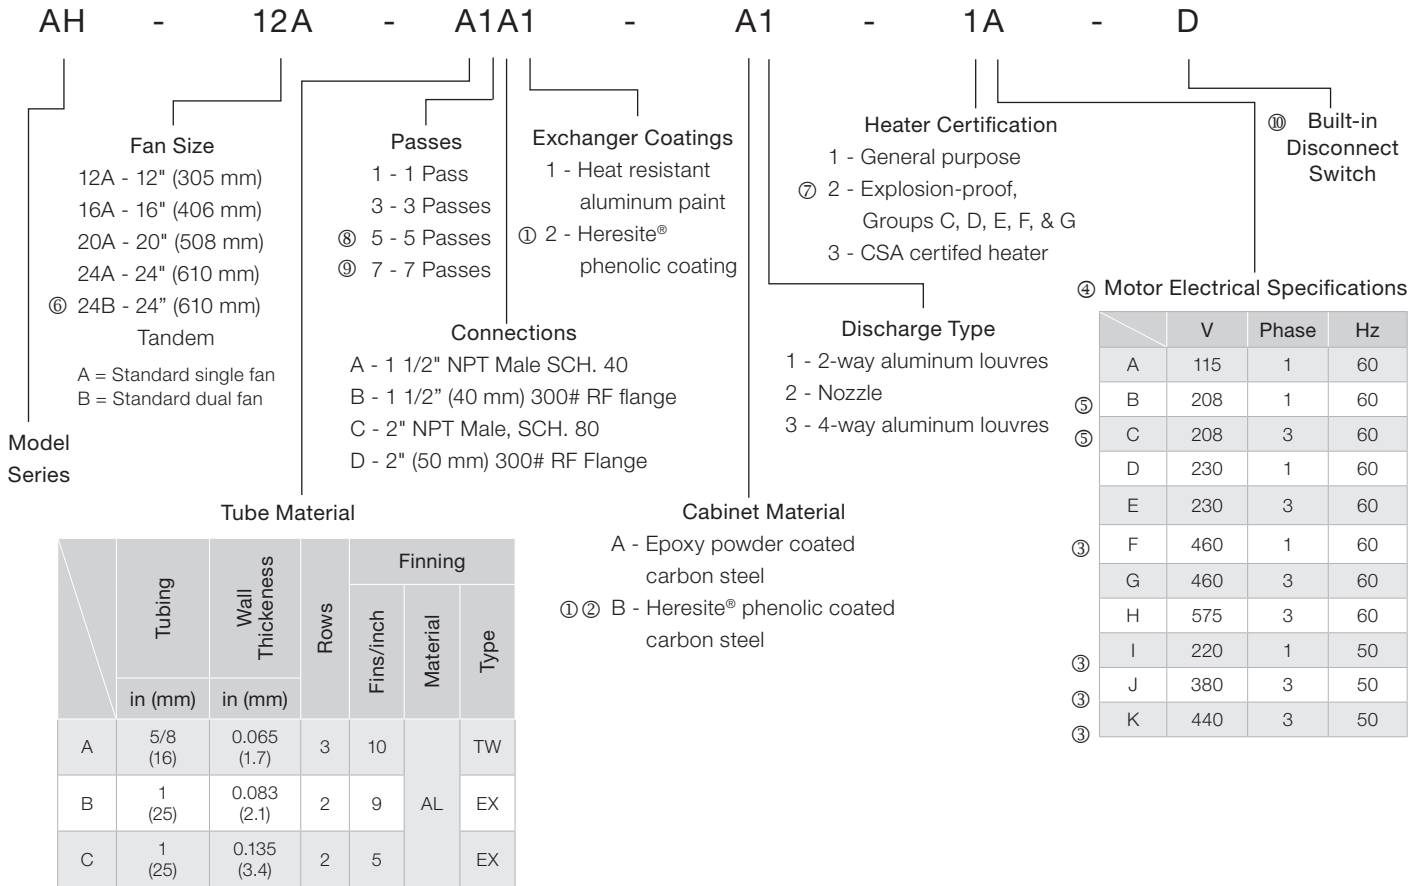 AH - 12A - A1A1 - A1 - 1A - D
Model
Series
Fan Size
12A - 12" (305 mm)
16A - 16" (406 mm)
20A - 20" (508 mm)
24A - 24" (610 mm)
⑥ 24B - 24” (610 mm)
Tandem
A = Standard single fan
B = Standard dual fan
Passes
1 - 1 Pass
3 - 3 Passes
⑧ 5 - 5 Passes
⑨ 7 - 7 Passes
Exchanger Coatings
1 - Heat resistant
aluminum paint
① 2 - Heresite®
phenolic coating
Connections
A - 1 1/2" NPT Male SCH. 40
B - 1 1/2” (40 mm) 300# RF flange
C - 2" NPT Male, SCH. 80
D - 2" (50 mm) 300# RF Flange
Heater Certification
1 - General purpose
⑦ 2 - Explosion-proof,
Groups C, D, E, F, & G
3 - CSA certifed heater
Discharge Type
1 - 2-way aluminum louvres
2 - Nozzle
3 - 4-way aluminum louvres
⑩ Built-in
Disconnect
Switch
④ Motor Electrical Specifications
V Phase Hz
A 115 1 60
⑤ B 208 1 60
⑤ C 208 3 60
D 230 1 60
E 230 3 60
③ F 460 1 60
G 460 3 60
H 575 3 60
③ I 220 1 50
③ J 380 3 50
③ K 440 3 50
Cabinet Material
A - Epoxy powder coated
carbon steel
①② B - Heresite® phenolic coated
carbon steel
Tube Material
Tubing
Wall
Thickeness
Rows
Finning
Fins/inch
Material
Type
in (mm) in (mm)
A 5/8 (16) 0.065 (1.7) 3 10 TW
B 1 (25) 0.083 (2.1) 2 9 AL EX
C 1 (25) 0.135 (3.4) 2 5 EX